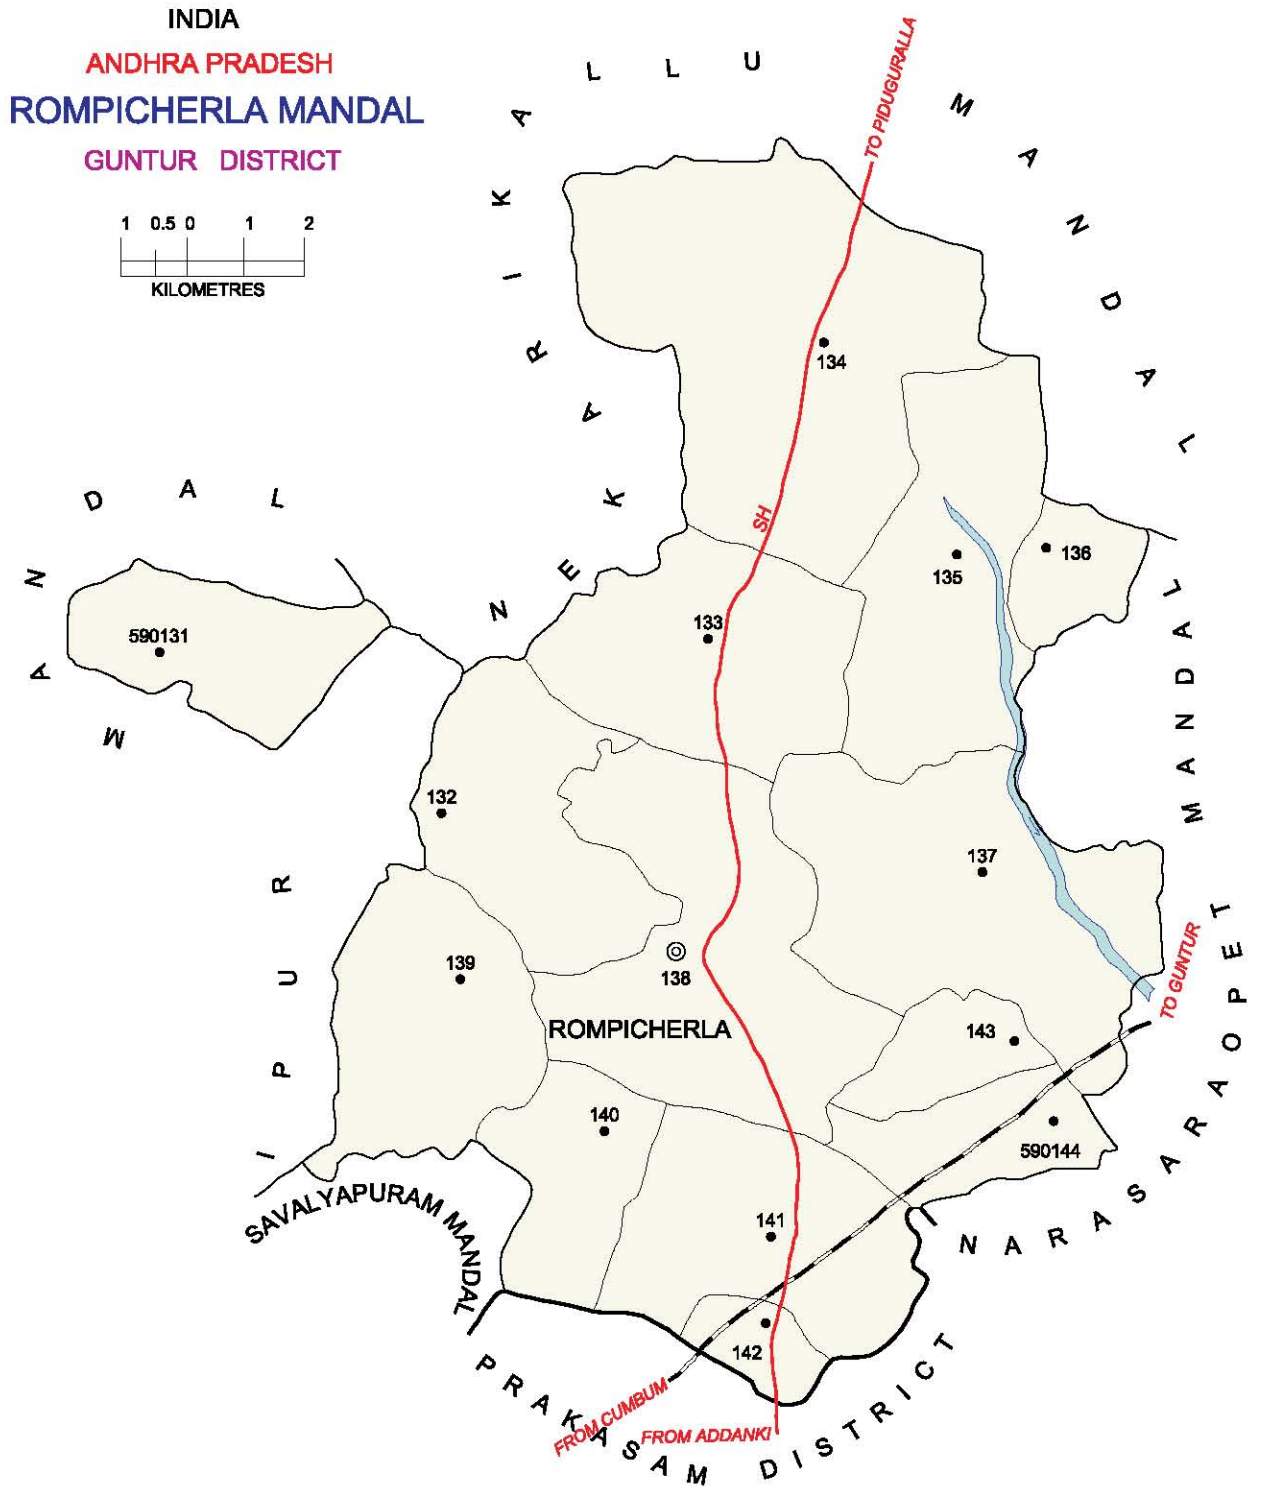 INDIA
ANDHRA PRADESH
ROMPICHERLA MANDAL
GUNTUR DISTRICT
1 0.5 0 1 2
KILOMETRES
NEKARIKALLU MANDAL
TO PIDUGURALLA
134
SH
136
135
133
IPUR MANDAL
590131
132
137
139
138
ROMPICHERLA
143
TO GUNTUR
140
590144
141
142
NARASARAOPET MANDAL
SAVALYAPURAM MANDAL
PRAKASAM DISTRICT
FROM CUMBUM
FROM ADDANKI